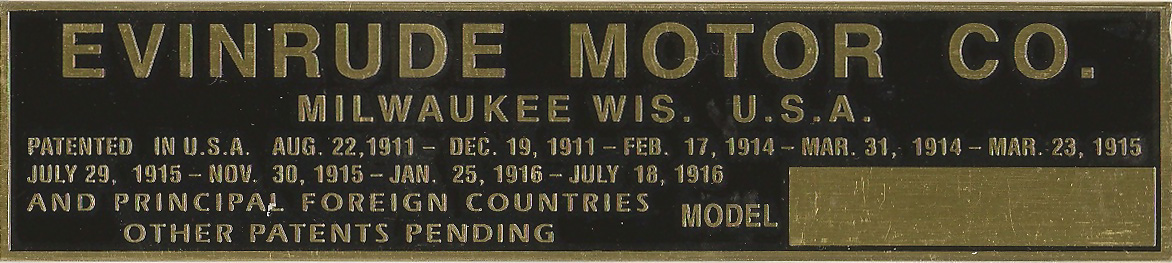 EVINRUDE MOTOR CO.
MILWAUKEE WIS. U.S.A.
PATENTED IN U.S.A. AUG. 22,1911 – DEC. 19, 1911 – FEB. 17, 1914 – MAR. 31, 1914 – MAR. 23, 1915
JULY 29, 1915 – NOV. 30, 1915 – JAN. 25, 1916 – JULY 18, 1916
AND PRINCIPAL FOREIGN COUNTRIES
OTHER PATENTS PENDING
MODEL